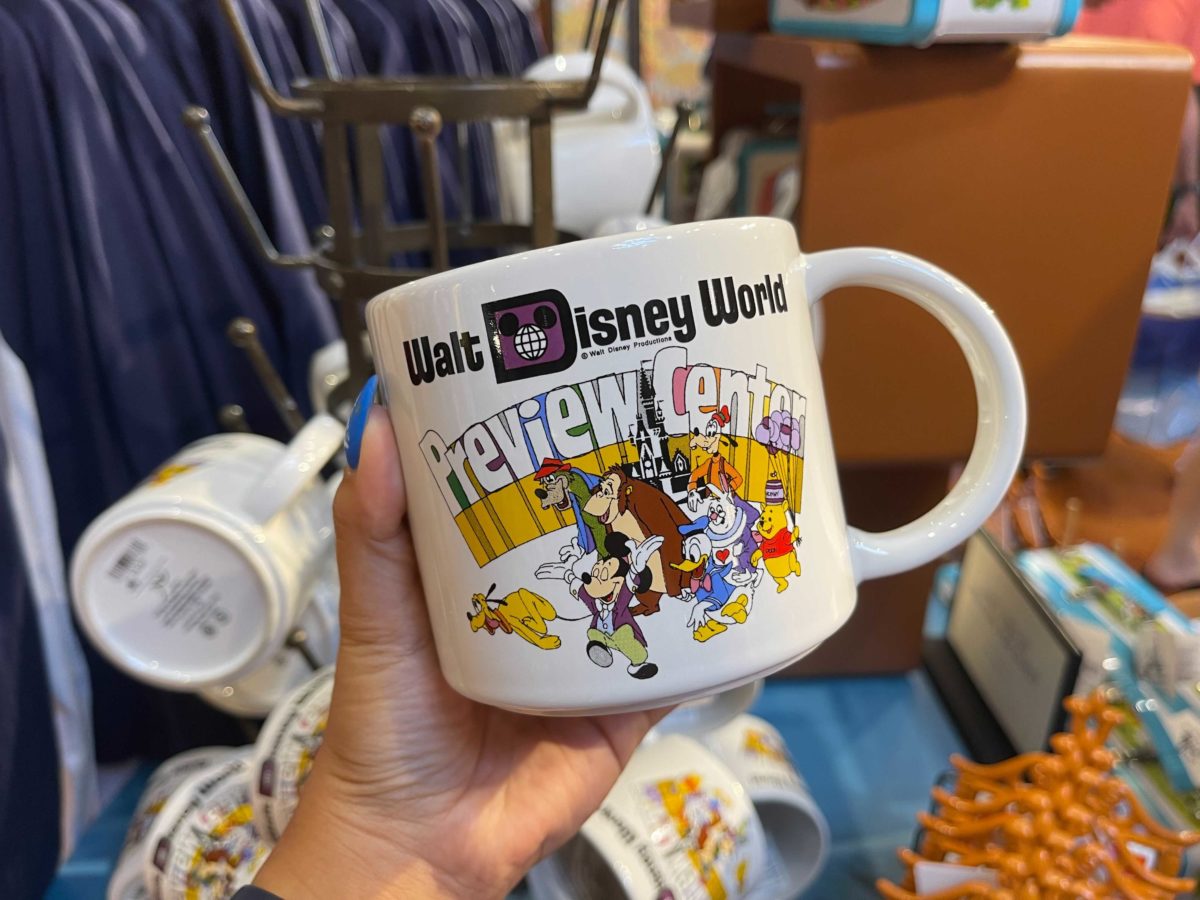 Walt Disney World
© Walt Disney Productions
Preview Center